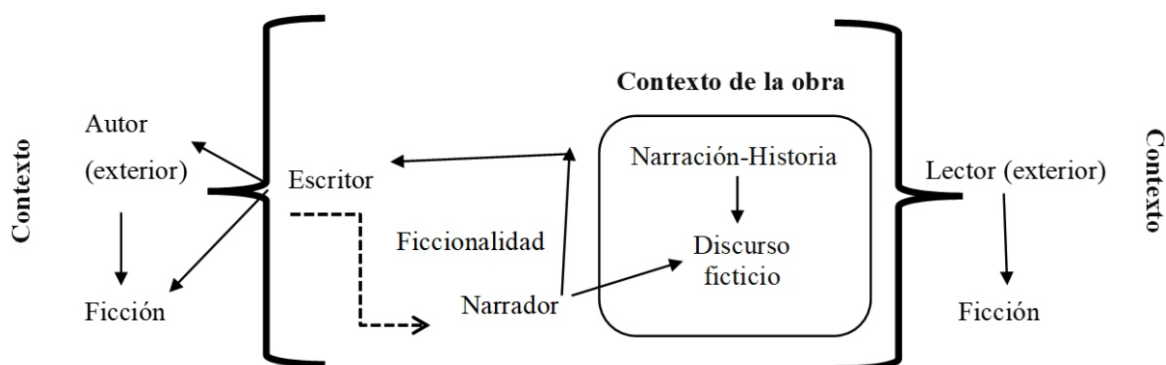 Contexto
Autor
(exterior)
Ficción
Escritor
Ficcionalidad
Narrador
Contexto de la obra
Narración-Historia
Discurso
ficticio
Lector (exterior)
Ficción
Contexto